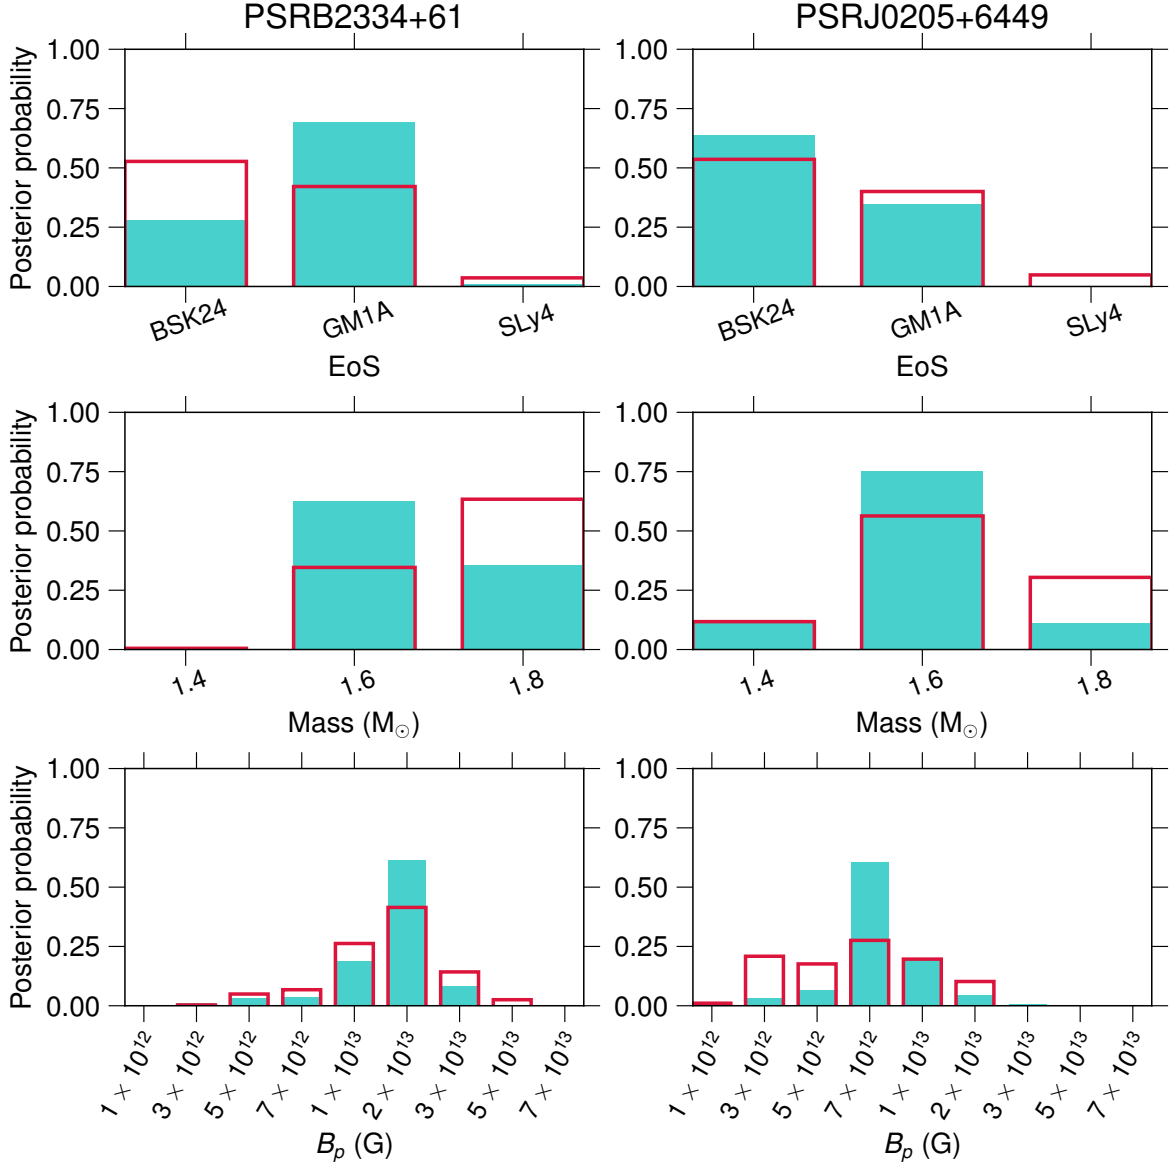 PSRB2334+61
PSRJ0205+6449
Posterior probability
1.00
0.75
0.50
0.25
0.00
BSK24
GM1A
SLy4
EoS
1.00
0.75
0.50
0.25
0.00
BSK24
GM1A
SLy4
EoS
Posterior probability
1.00
0.75
0.50
0.25
0.00
1.4
1.6
1.8
Mass (M☉)
1.00
0.75
0.50
0.25
0.00
1.4
1.6
1.8
Mass (M☉)
Posterior probability
1.00
0.75
0.50
0.25
0.00
1 × 10¹²
3 × 10¹²
5 × 10¹²
7 × 10¹²
1 × 10¹³
2 × 10¹³
3 × 10¹³
5 × 10¹³
7 × 10¹³
Bₚ (G)
1.00
0.75
0.50
0.25
0.00
1 × 10¹²
3 × 10¹²
5 × 10¹²
7 × 10¹²
1 × 10¹³
2 × 10¹³
3 × 10¹³
5 × 10¹³
7 × 10¹³
Bₚ (G)